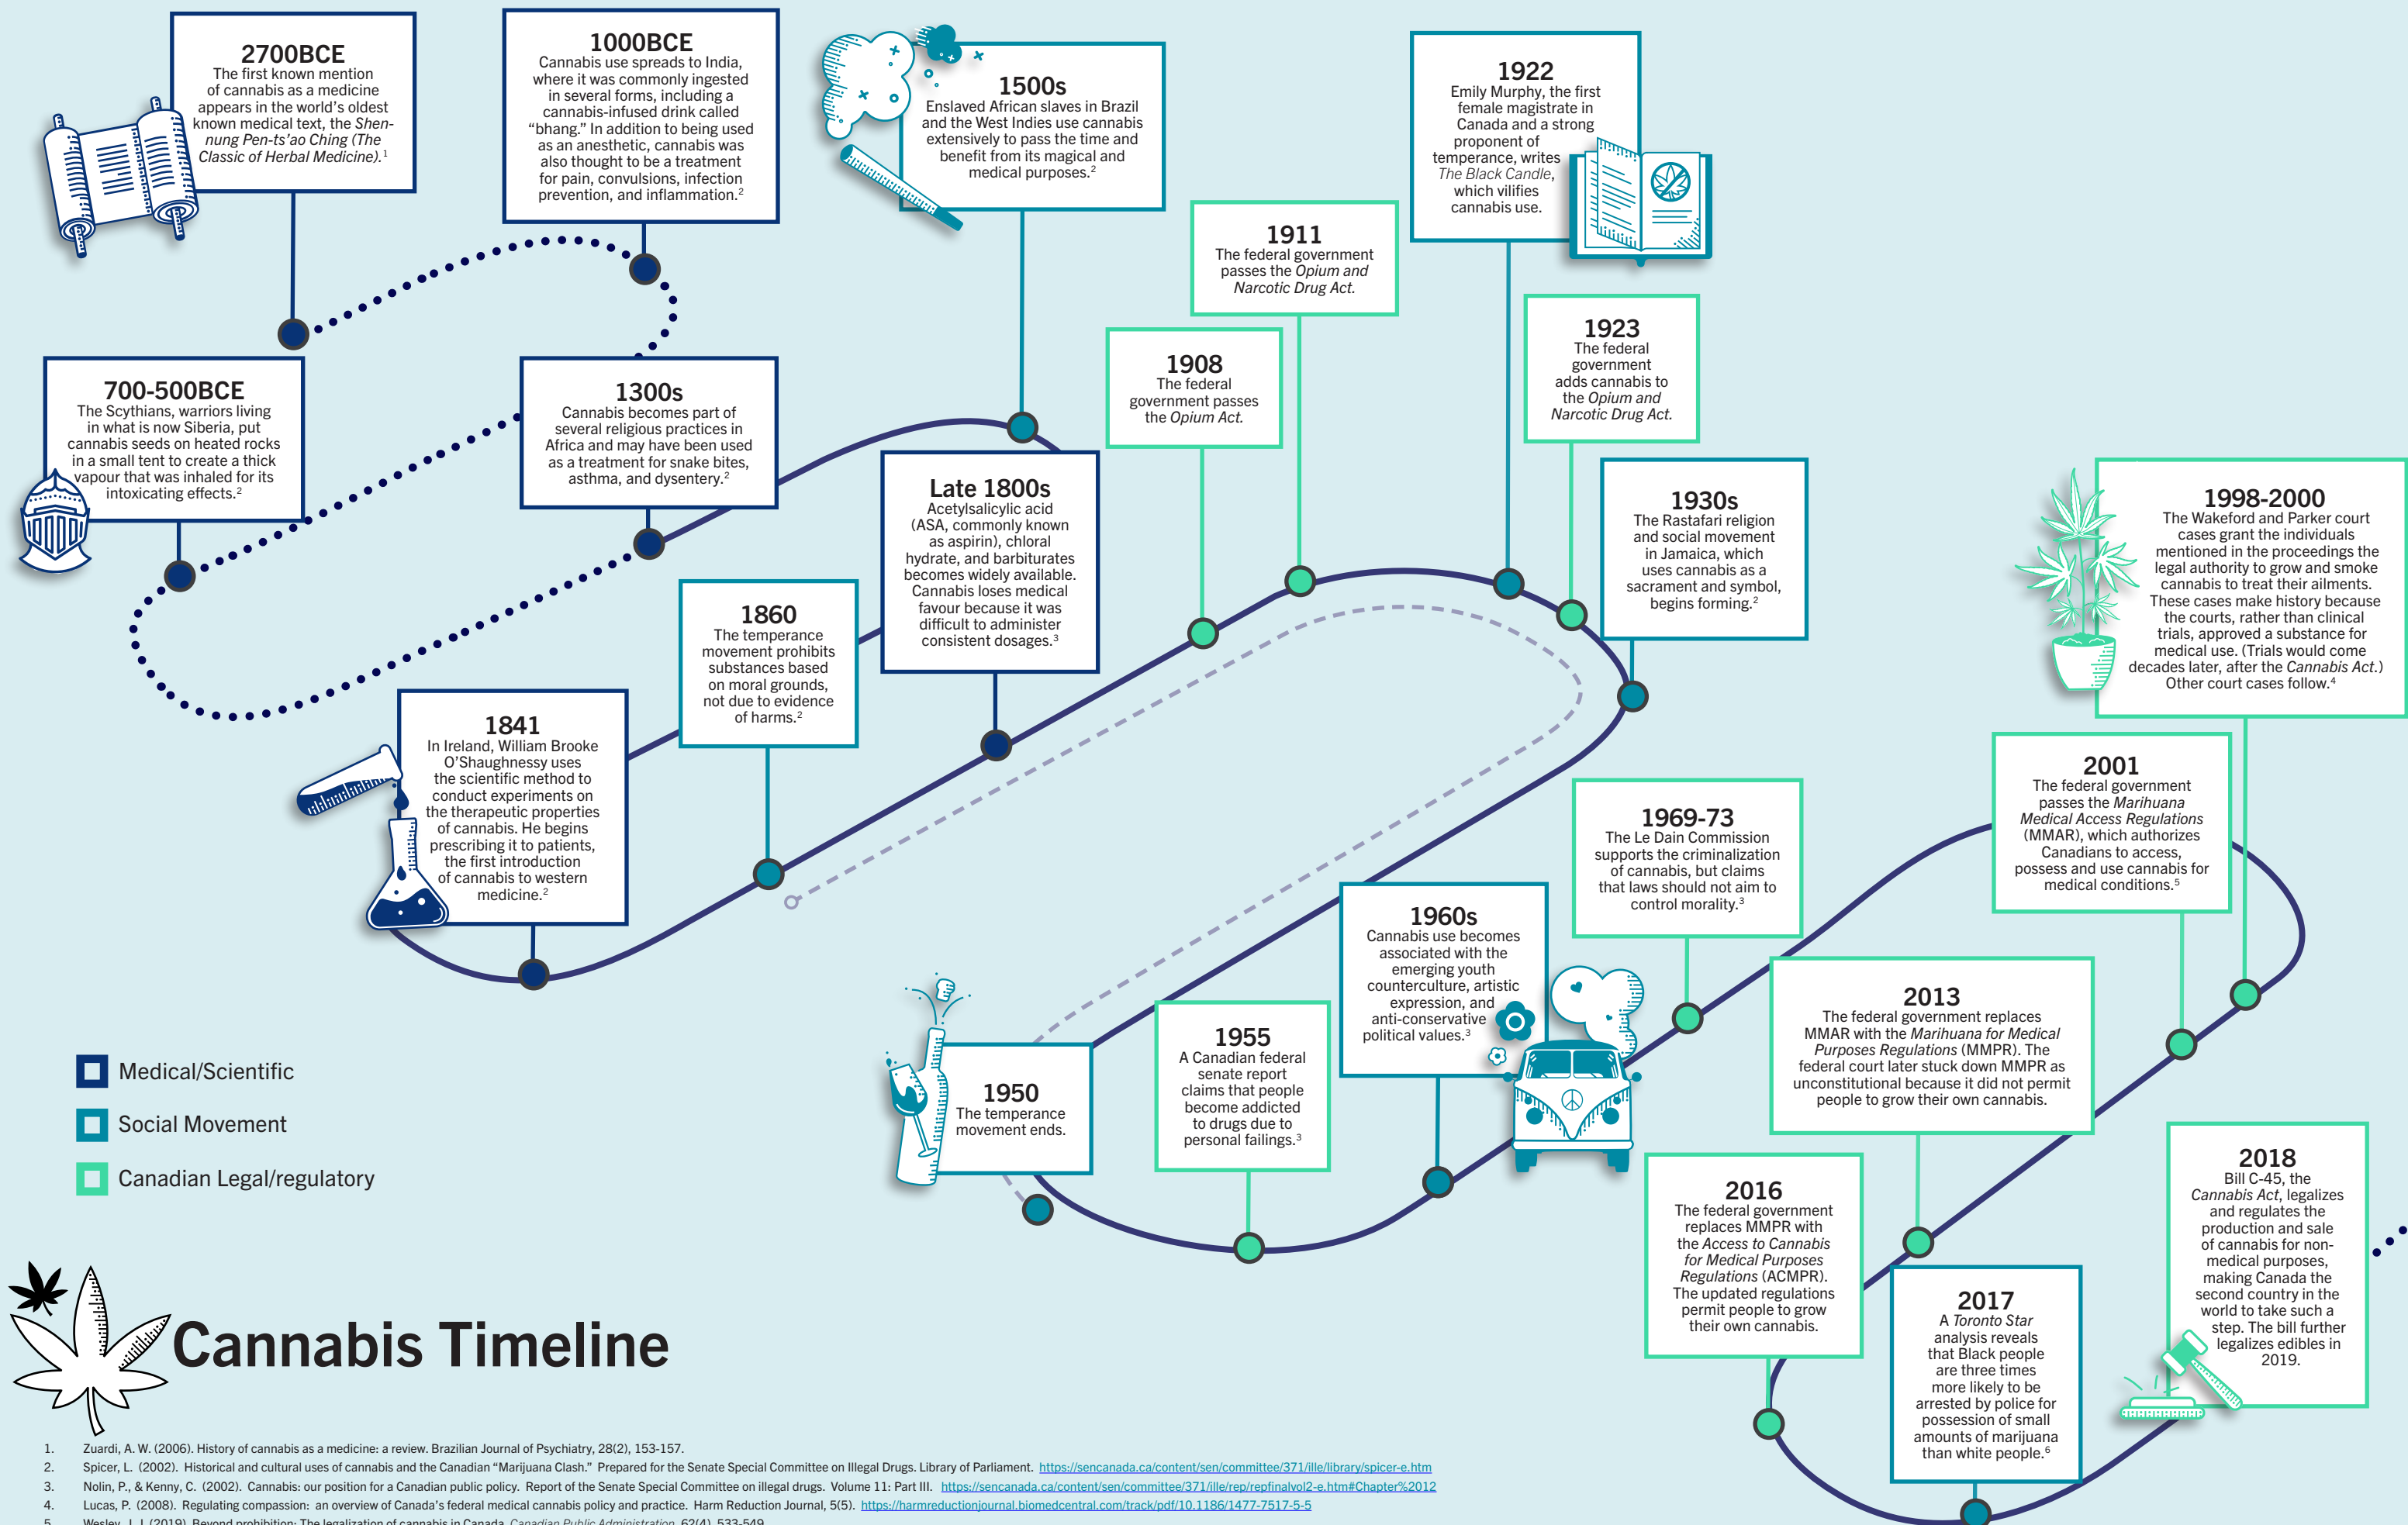 2700BCE
The first known mention
of cannabis as a medicine
appears in the world's oldest
known medical text, the Shen-
nung Pen-ts'ao Ching (The
Classic of Herbal Medicine).1
1000BCE
Cannabis use spreads to India,
where it was commonly ingested
in several forms, including a
cannabis-infused drink called
“bhang.” In addition to being used
as an anesthetic, cannabis was
also thought to be a treatment
for pain, convulsions, infection
prevention, and inflammation.2
700-500BCE
The Scythians, warriors living
in what is now Siberia, put
cannabis seeds on heated rocks
in a small tent to create a thick
vapour that was inhaled for its
intoxicating effects.2
1300s
Cannabis becomes part of
several religious practices in
Africa and may have been used
as a treatment for snake bites,
asthma, and dysentery.2
1500s
Enslaved African slaves in Brazil
and the West Indies use cannabis
extensively to pass the time and
benefit from its magical and
medical purposes.2
1841
In Ireland, William Brooke
O'Shaughnessy uses
the scientific method to
conduct experiments on
the therapeutic properties
of cannabis. He begins
prescribing it to patients,
the first introduction
of cannabis to western
medicine.2
1860
The temperance
movement prohibits
substances based
on moral grounds,
not due to evidence
of harms.2
Late 1800s
Acetylsalicylic acid
(ASA, commonly known
as aspirin), chloral
hydrate, and barbiturates
becomes widely available.
Cannabis loses medical
favour because it was
difficult to administer
consistent dosages.3
1908
The federal
government passes
the Opium Act.
1911
The federal government
passes the Opium and
Narcotic Drug Act.
1922
Emily Murphy, the first
female magistrate in
Canada and a strong
proponent of
temperance, writes
The Black Candle,
which vilifies
cannabis use.
1923
The federal
government
adds cannabis to
the Opium and
Narcotic Drug Act.
1930s
The Rastafari religion
and social movement
in Jamaica, which
uses cannabis as a
sacrament and symbol,
begins forming.2
1950
The temperance
movement ends.
1955
A Canadian federal
senate report
claims that people
become addicted
to drugs due to
personal failings.3
1960s
Cannabis use becomes
associated with the
emerging youth
counterculture, artistic
expression, and
anti-conservative
political values.3
1969-73
The Le Dain Commission
supports the criminalization
of cannabis, but claims
that laws should not aim to
control morality.3
1998-2000
The Wakeford and Parker court
cases grant the individuals
mentioned in the proceedings the
legal authority to grow and smoke
cannabis to treat their ailments.
These cases make history because
the courts, rather than clinical
trials, approved a substance for
medical use. (Trials would come
decades later, after the Cannabis Act.)
Other court cases follow.4
2001
The federal government
passes the Marihuana
Medical Access Regulations
(MMAR), which authorizes
Canadians to access,
possess and use cannabis for
medical conditions.5
2013
The federal government replaces
MMAR with the Marihuana for Medical
Purposes Regulations (MMPR). The
federal court later stuck down MMPR as
unconstitutional because it did not permit
people to grow their own cannabis.
2016
The federal government
replaces MMPR with
the Access to Cannabis
for Medical Purposes
Regulations (ACMPR).
The updated regulations
permit people to grow
their own cannabis.
2017
A Toronto Star
analysis reveals
that Black people
are three times
more likely to be
arrested by police for
possession of small
amounts of marijuana
than white people.6
2018
Bill C-45, the
Cannabis Act, legalizes
and regulates the
production and sale
of cannabis for non-
medical purposes,
making Canada the
second country in the
world to take such a
step. The bill further
legalizes edibles in
2019.
Medical/Scientific
Social Movement
Canadian Legal/regulatory
Cannabis Timeline
1. Zuardi, A. W. (2006). History of cannabis as a medicine: a review. Brazilian Journal of Psychiatry, 28(2), 153-157.
2. Spicer, L. (2002). Historical and cultural uses of cannabis and the Canadian “Marijuana Clash.” Prepared for the Senate Special Committee on Illegal Drugs. Library of Parliament. https://sencanada.ca/content/sen/committee/371/ille/library/spicer-e.htm
3. Nolin, P., & Kenny, C. (2002). Cannabis: our position for a Canadian public policy. Report of the Senate Special Committee on illegal drugs. Volume 11: Part III. https://sencanada.ca/content/sen/committee/371/ille/rep/repfinalvol2-e.htm#Chapter%2012
4. Lucas, P. (2008). Regulating compassion: an overview of Canada's federal medical cannabis policy and practice. Harm Reduction Journal, 5(5). https://harmreductionjournal.biomedcentral.com/track/pdf/10.1186/1477-7517-5-5
5. Wesley, J. J. (2019). Beyond prohibition: The legalization of cannabis in Canada. Canadian Public Administration, 62(4), 533-549.